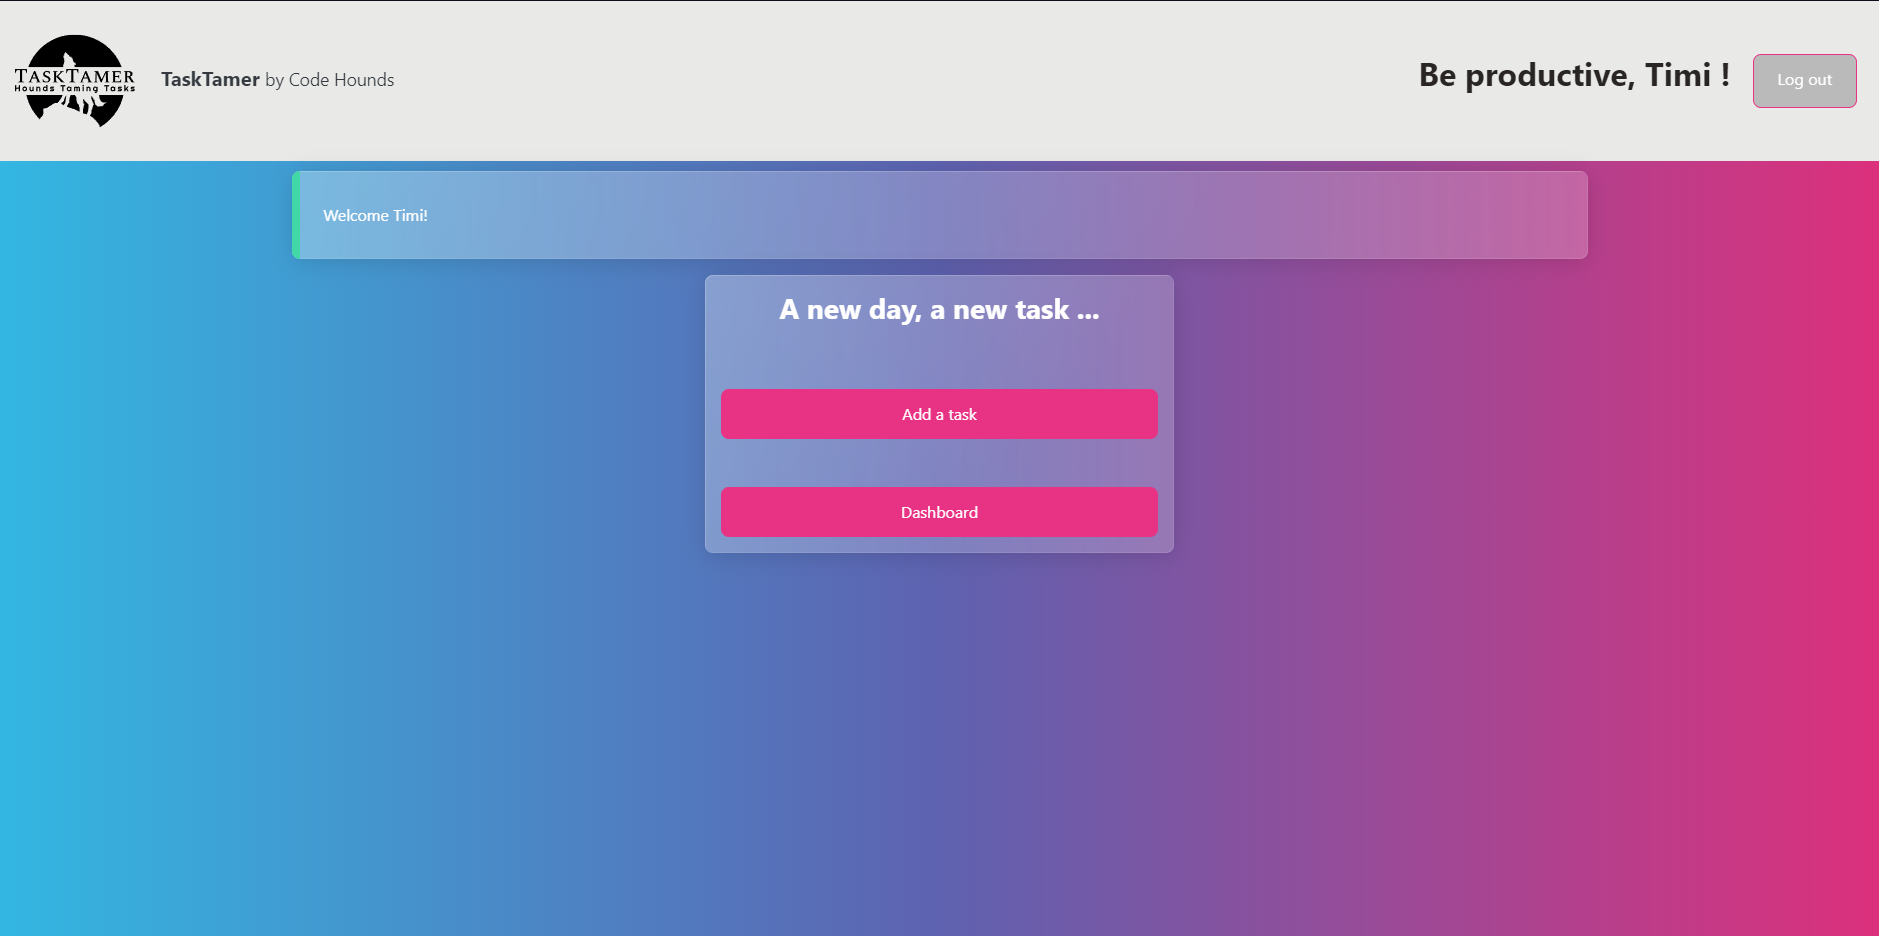 TASKTAMER
Hounds Taming Tasks
TaskTamer by Code Hounds
Be productive, Timi !
Log out
Welcome Timi!
A new day, a new task ...
Add a task
Dashboard